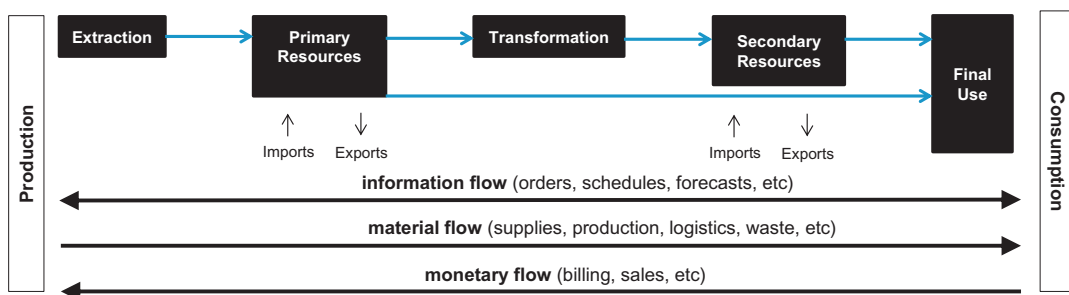 Extraction
Primary
Resources
Transformation
Secondary
Resources
Final
Use
Imports
Exports
Imports
Exports
Production
Consumption
information flow (orders, schedules, forecasts, etc)
material flow (supplies, production, logistics, waste, etc)
monetary flow (billing, sales, etc)